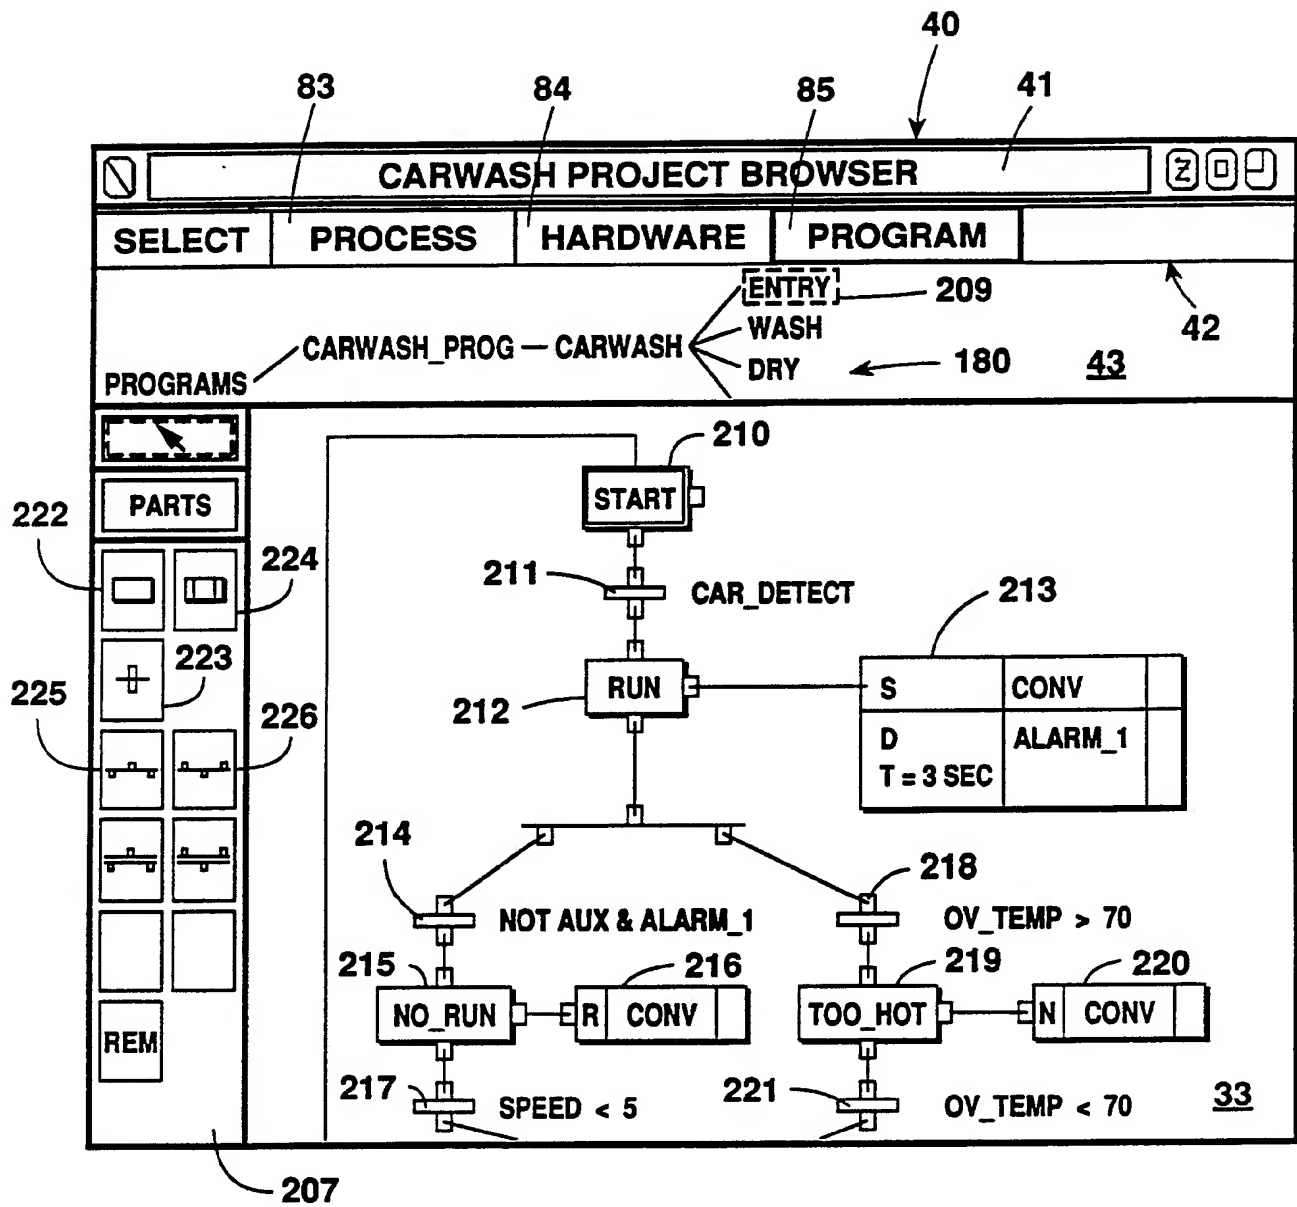 40
83 84 85 41
CARWASH PROJECT BROWSER
Z
SELECT PROCESS HARDWARE PROGRAM
ENTRY 209
42
WASH
CARWASH_PROG CARWASH
DRY 180 43
PROGRAMS
210
START
PARTS
222
224
211 CAR_DETECT
213
223
RUN S CONV
225 212
226
D ALARM_1
T = 3 SEC
214
218
NOT AUX & ALARM_1 OV_TEMP > 70
215 216 219 220
NO_RUN R CONV TOO_HOT N CONV
REM
217 SPEED < 5 221 OV_TEMP < 70 33
207